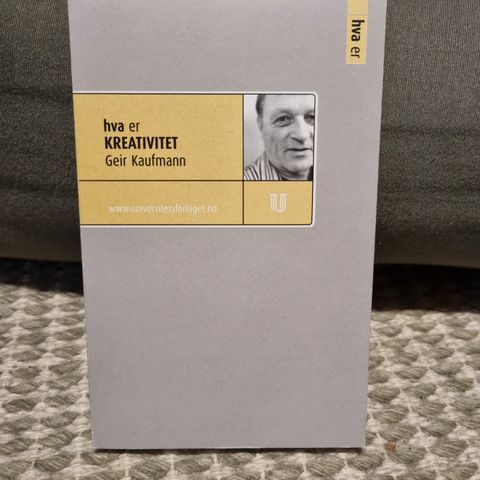 hva er
hva er
KREATIVITET
Geir Kaufmann
www.universitetsforlaget.no
U